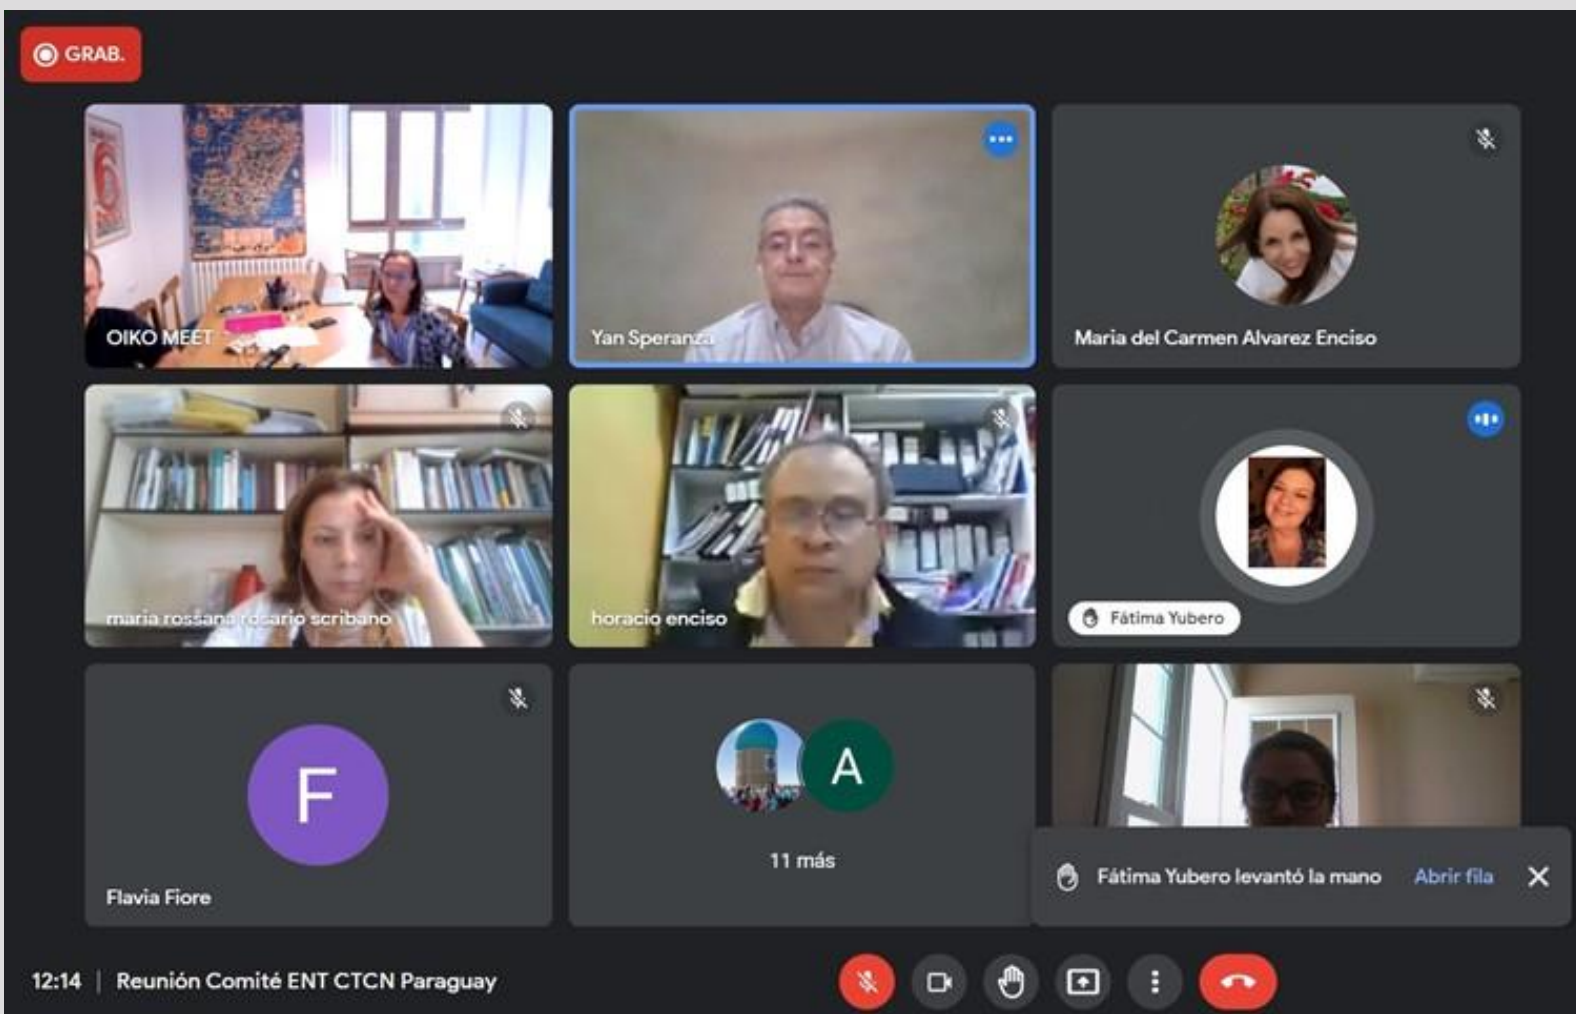 GRAB.
OIKO MEET
Yan Speranza
Maria del Carmen Alvarez Enciso
maria rossana rosario scribano
horacio enciso
Fátima Yubero
F
Flavia Fiore
A
11 más
Fátima Yubero levantó la mano Abrir fila
12:14 | Reunión Comité ENT CTCN Paraguay